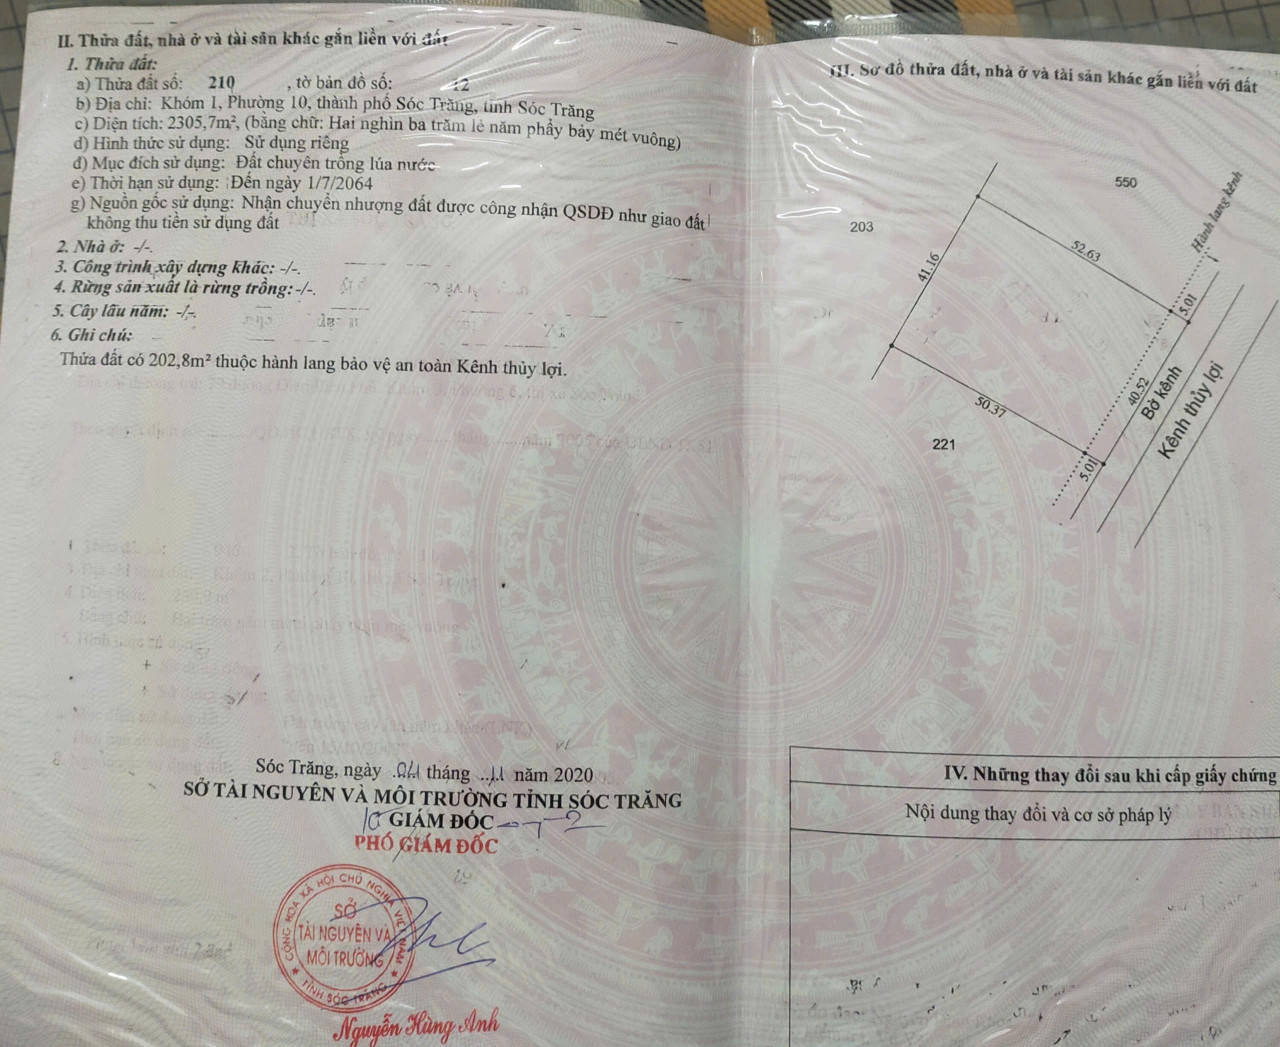 II. Thửa đất, nhà ở và tài sản khác gắn liền với đất
1. Thửa đất:
a) Thửa đất số: 210 , tờ bản đồ số: 12
b) Địa chỉ: Khóm 1, Phường 10, thành phố Sóc Trăng, tỉnh Sóc Trăng
c) Diện tích: 2305,7m², (bằng chữ: Hai nghìn ba trăm lẻ năm phẩy bảy mét vuông)
d) Hình thức sử dụng: Sử dụng riêng
đ) Mục đích sử dụng: Đất chuyên trồng lúa nước
e) Thời hạn sử dụng: Đến ngày 1/7/2064
g) Nguồn gốc sử dụng: Nhận chuyển nhượng đất được công nhận QSDĐ như giao đất
không thu tiền sử dụng đất
2. Nhà ở: -/-.
3. Công trình xây dựng khác: -/-.
4. Rừng sản xuất là rừng trồng: -/-.
5. Cây lâu năm: -/-.
6. Ghi chú:
Thửa đất có 202,8m² thuộc hành lang bảo vệ an toàn Kênh thủy lợi.
Sóc Trăng, ngày 04 tháng 11 năm 2020
SỞ TÀI NGUYÊN VÀ MÔI TRƯỜNG TỈNH SÓC TRĂNG
GIÁM ĐỐC
PHÓ GIÁM ĐỐC
CỘNG HÒA XÃ HỘI CHỦ NGHĨA VIỆT NAM
SỞ
TÀI NGUYÊN VÀ
MÔI TRƯỜNG
TỈNH SÓC TRĂNG
Nguyễn Hùng Anh
III. Sơ đồ thửa đất, nhà ở và tài sản khác gắn liền với đất
550
203
Hành lang kênh
52.63
41.16
5.01
40.52
Bờ kênh
Kênh thủy lợi
50.37
221
5.01
IV. Những thay đổi sau khi cấp giấy chứng
Nội dung thay đổi và cơ sở pháp lý